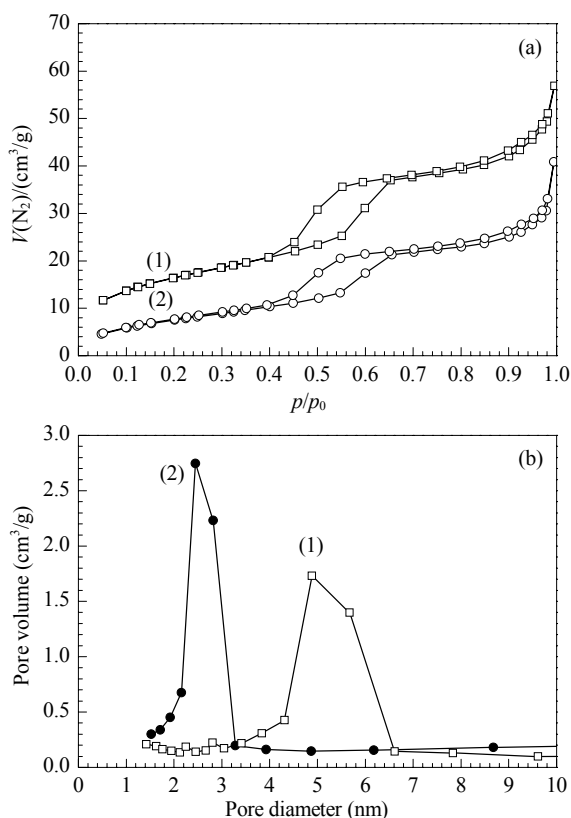 (a)
70
60
50
40
30
20
10
0
V(N₂)/(cm³/g)
(1)
(2)
0.0 0.1 0.2 0.3 0.4 0.5 0.6 0.7 0.8 0.9 1.0
p/p₀
(b)
3.0
2.5
2.0
1.5
1.0
0.5
0.0
Pore volume (cm³/g)
(2)
(1)
0 1 2 3 4 5 6 7 8 9 10
Pore diameter (nm)